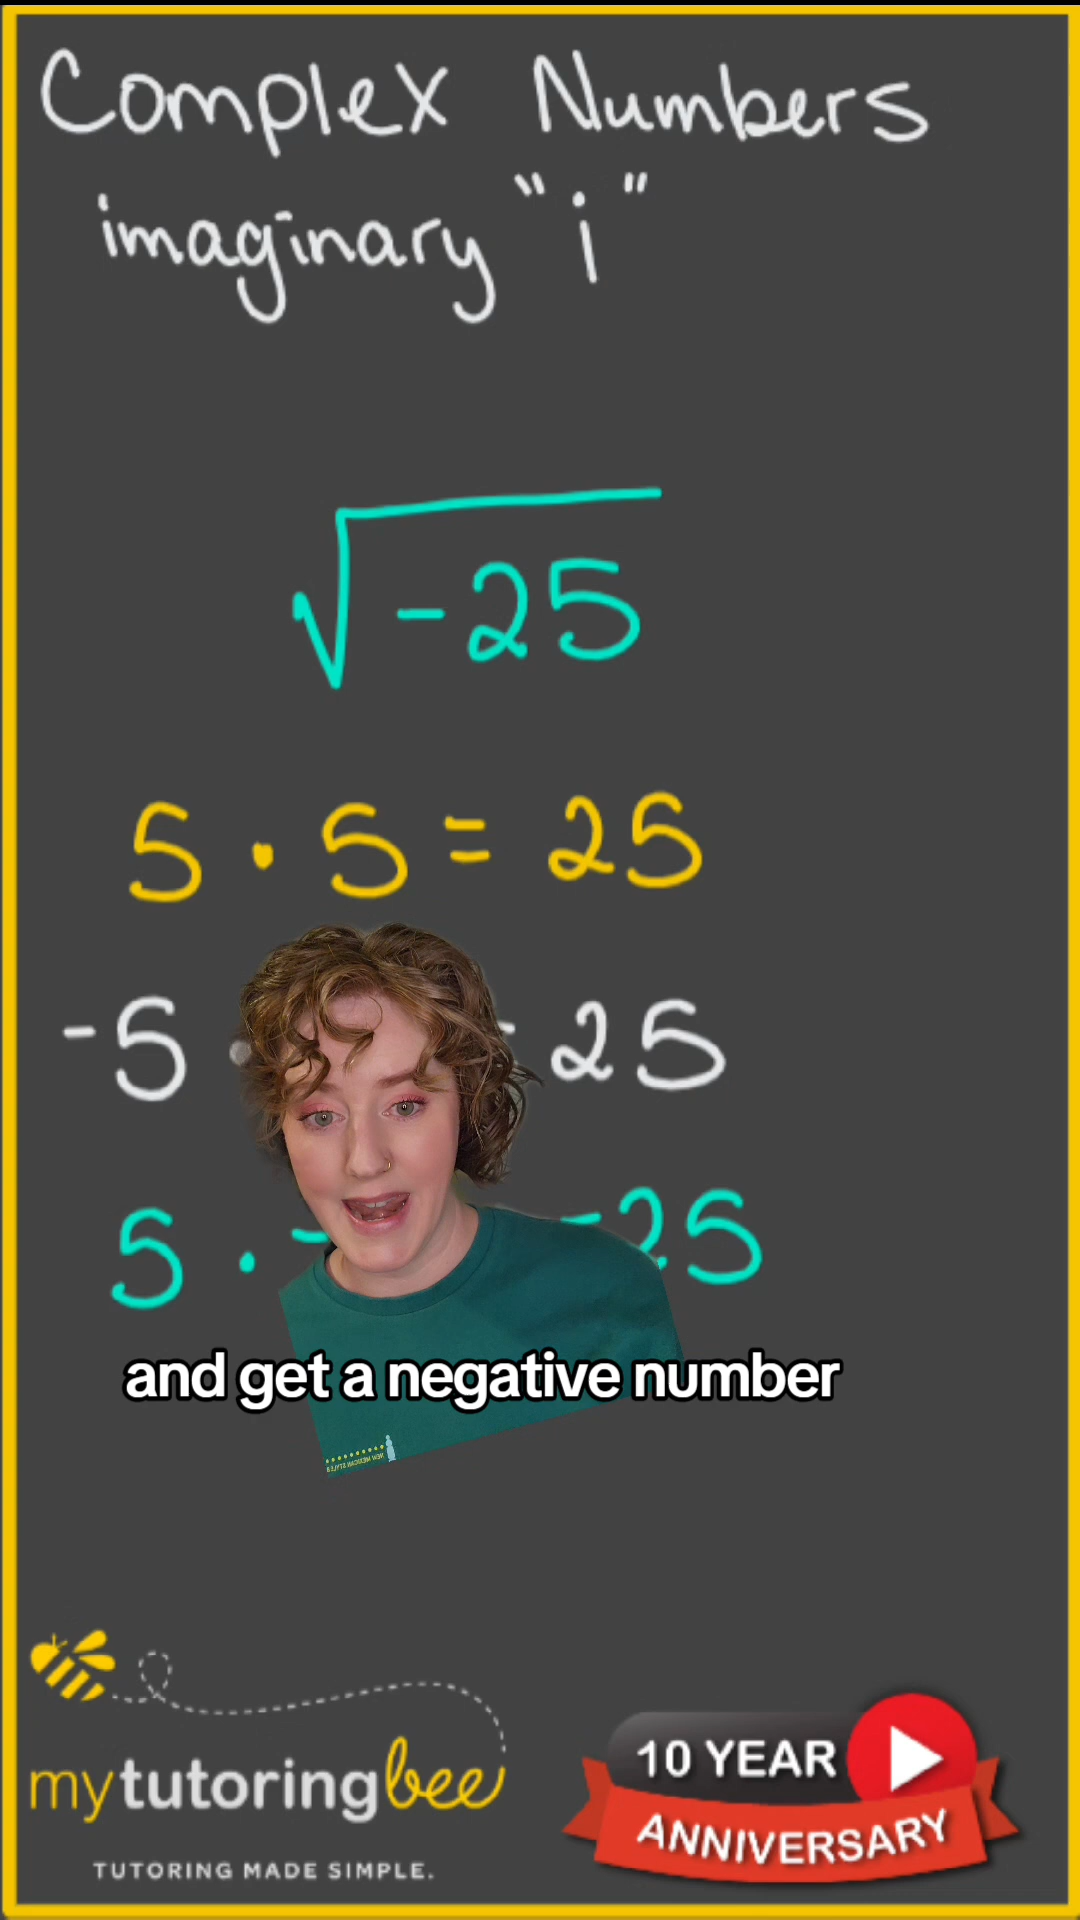 Complex Numbers
imaginary "i"
√-25
5 · 5 = 25
-5 · 25
5 · - -25
and get a negative number
mytutoringbee
TUTORING MADE SIMPLE.
10 YEAR
ANNIVERSARY